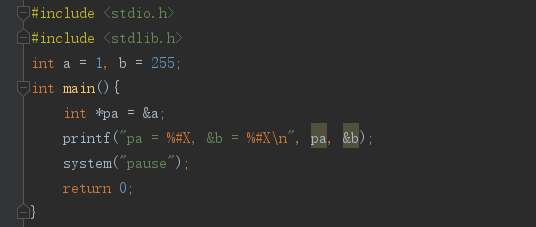 #include <stdio.h>
#include <stdlib.h>
int a = 1, b = 255;
int main(){
    int *pa = &a;
    printf("pa = %#X, &b = %#X\n", pa, &b);
    system("pause");
    return 0;
}